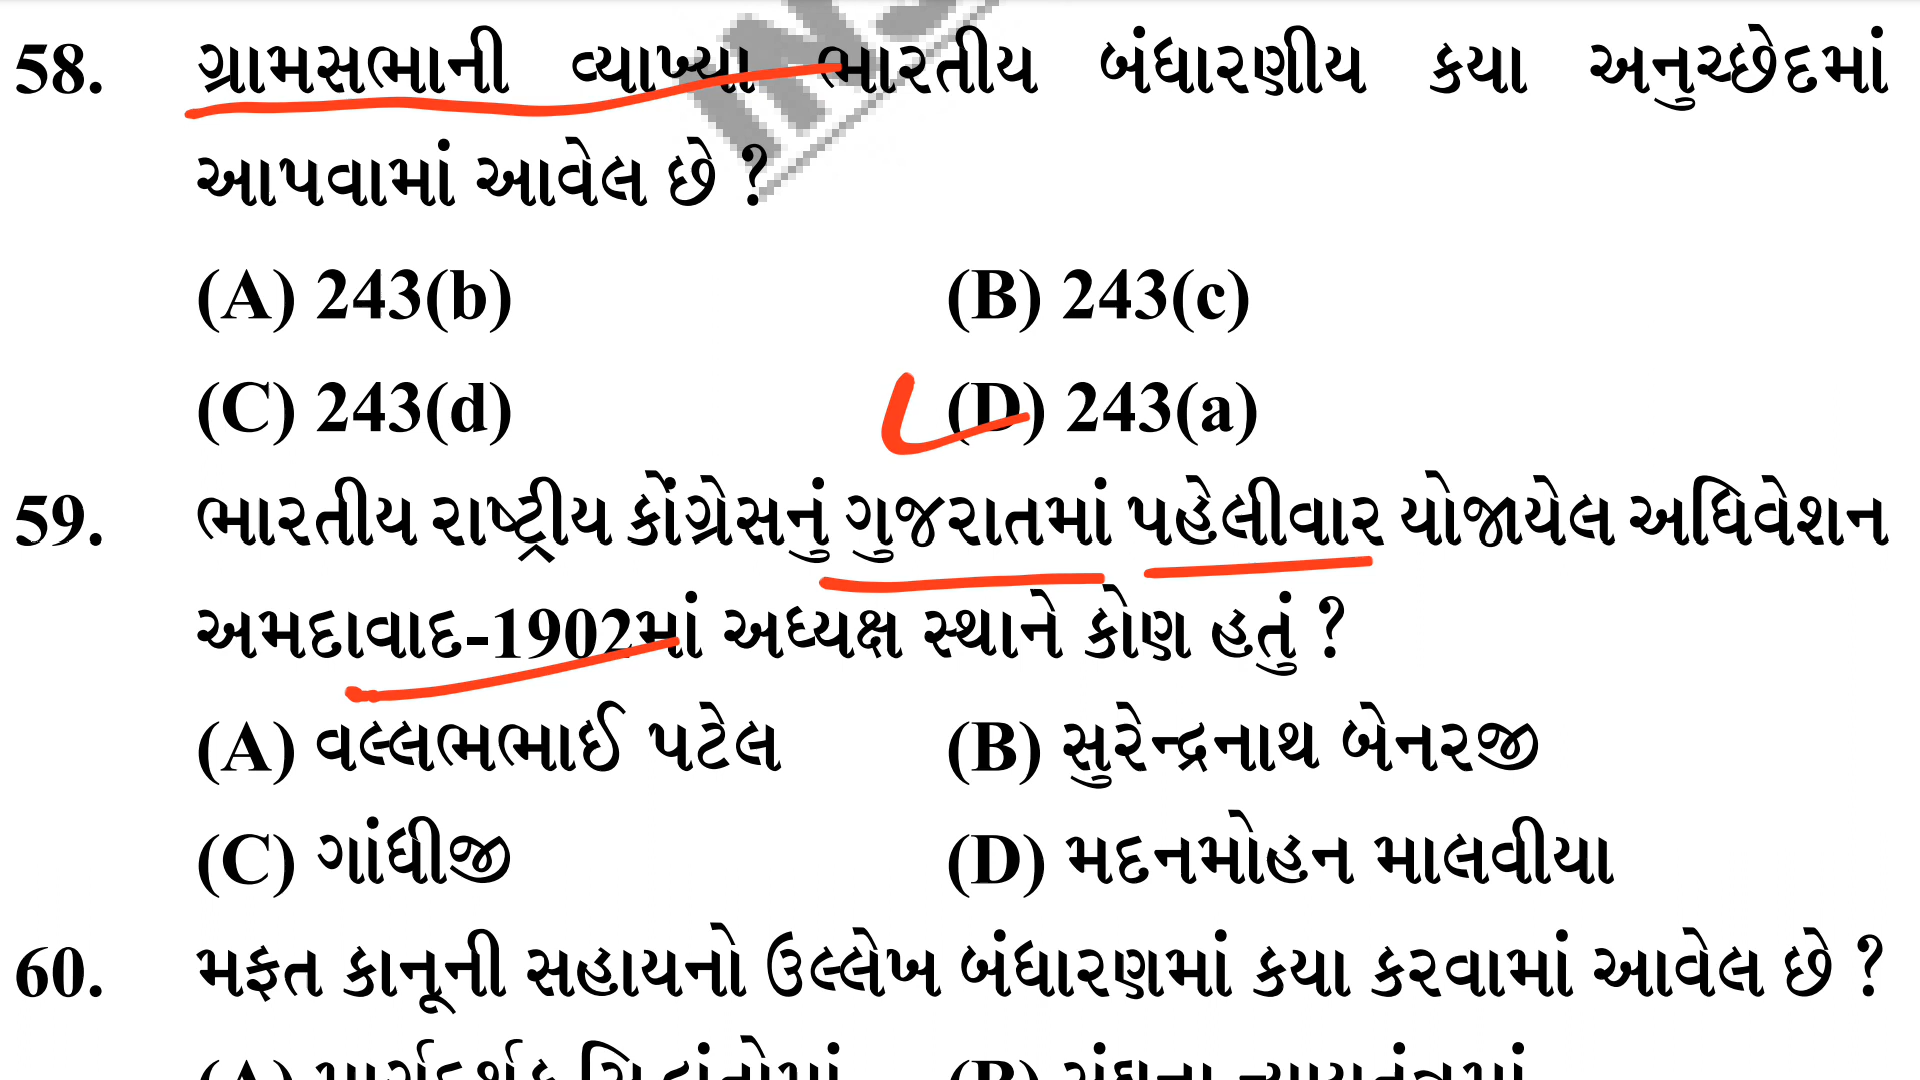 58. ગ્રામસભાની વ્યાખ્યા ભારતીય બંધારણીય કયા અનુચ્છેદમાં
આપવામાં આવેલ છે ?
(A) 243(b) (B) 243(c)
(C) 243(d) (D) 243(a)
59. ભારતીય રાષ્ટ્રીય કોંગ્રેસનું ગુજરાતમાં પહેલીવાર યોજાયેલ અધિવેશન
અમદાવાદ-1902માં અધ્યક્ષ સ્થાને કોણ હતું ?
(A) વલ્લભભાઈ પટેલ (B) સુરેન્દ્રનાથ બેનરજી
(C) ગાંધીજી (D) મદનમોહન માલવીયા
60. મફત કાનૂની સહાયનો ઉલ્લેખ બંધારણમાં કયા કરવામાં આવેલ છે ?